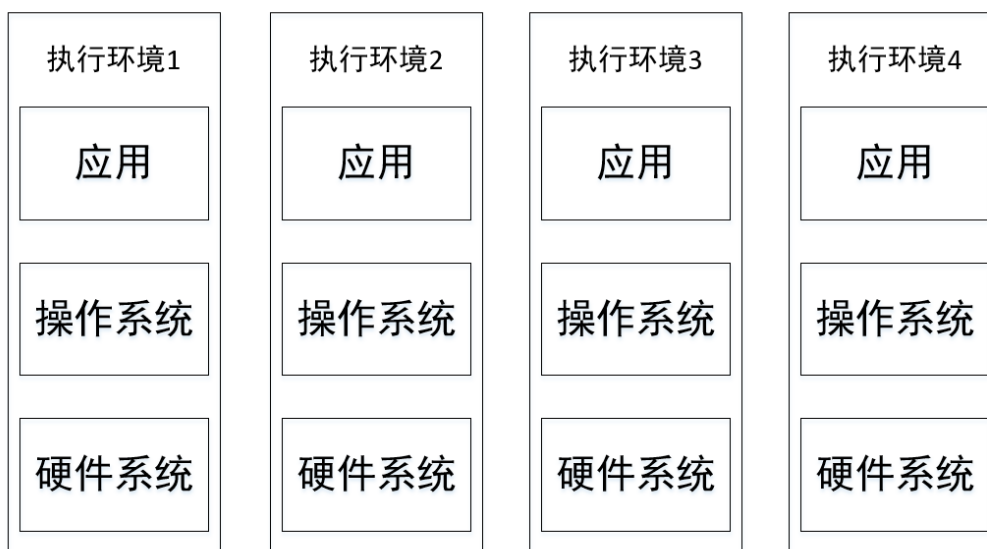 执行环境1 执行环境2 执行环境3 执行环境4
应用 应用 应用 应用
操作系统 操作系统 操作系统 操作系统
硬件系统 硬件系统 硬件系统 硬件系统